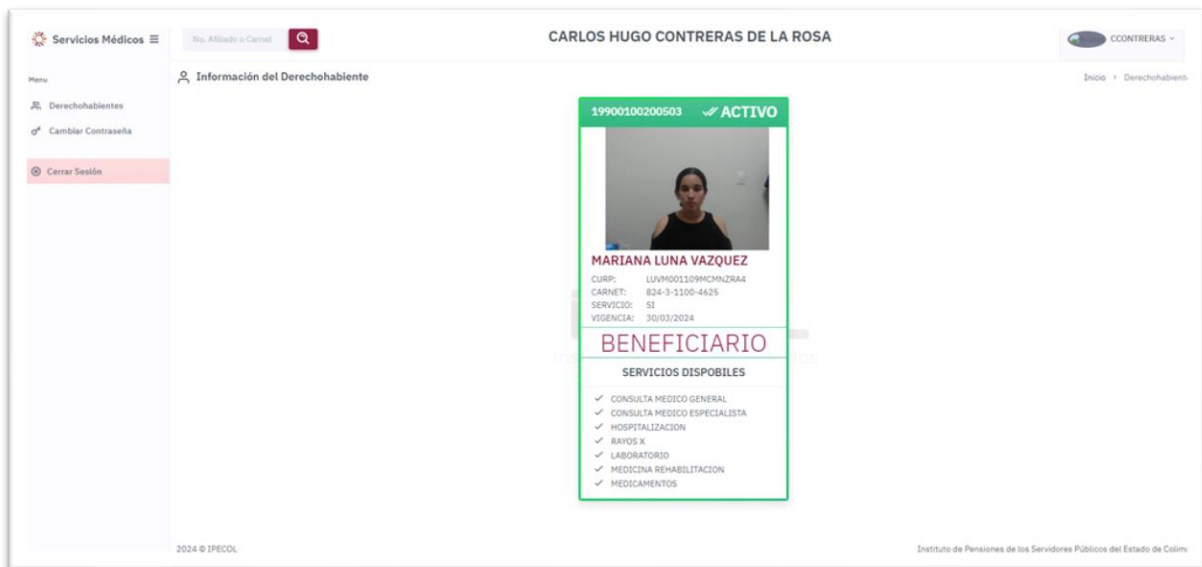 Servicios Médicos
No. Afiliado o Carnet
CARLOS HUGO CONTRERAS DE LA ROSA
CCONTRERAS
Menu
Derechohabientes
Cambiar Contraseña
Cerrar Sesión
Información del Derechohabiente
Inicio > Derechohabient
19900100200503 ACTIVO
MARIANA LUNA VAZQUEZ
CURP: LUVM001109MCMNZRA4
CARNET: 824-3-1100-4625
SERVICIO: SI
VIGENCIA: 30/03/2024
BENEFICIARIO
SERVICIOS DISPOBILES
CONSULTA MEDICO GENERAL
CONSULTA MEDICO ESPECIALISTA
HOSPITALIZACION
RAYOS X
LABORATORIO
MEDICINA REHABILITACION
MEDICAMENTOS
2024 © IPECOL
Instituto de Pensiones de los Servidores Públicos del Estado de Colim